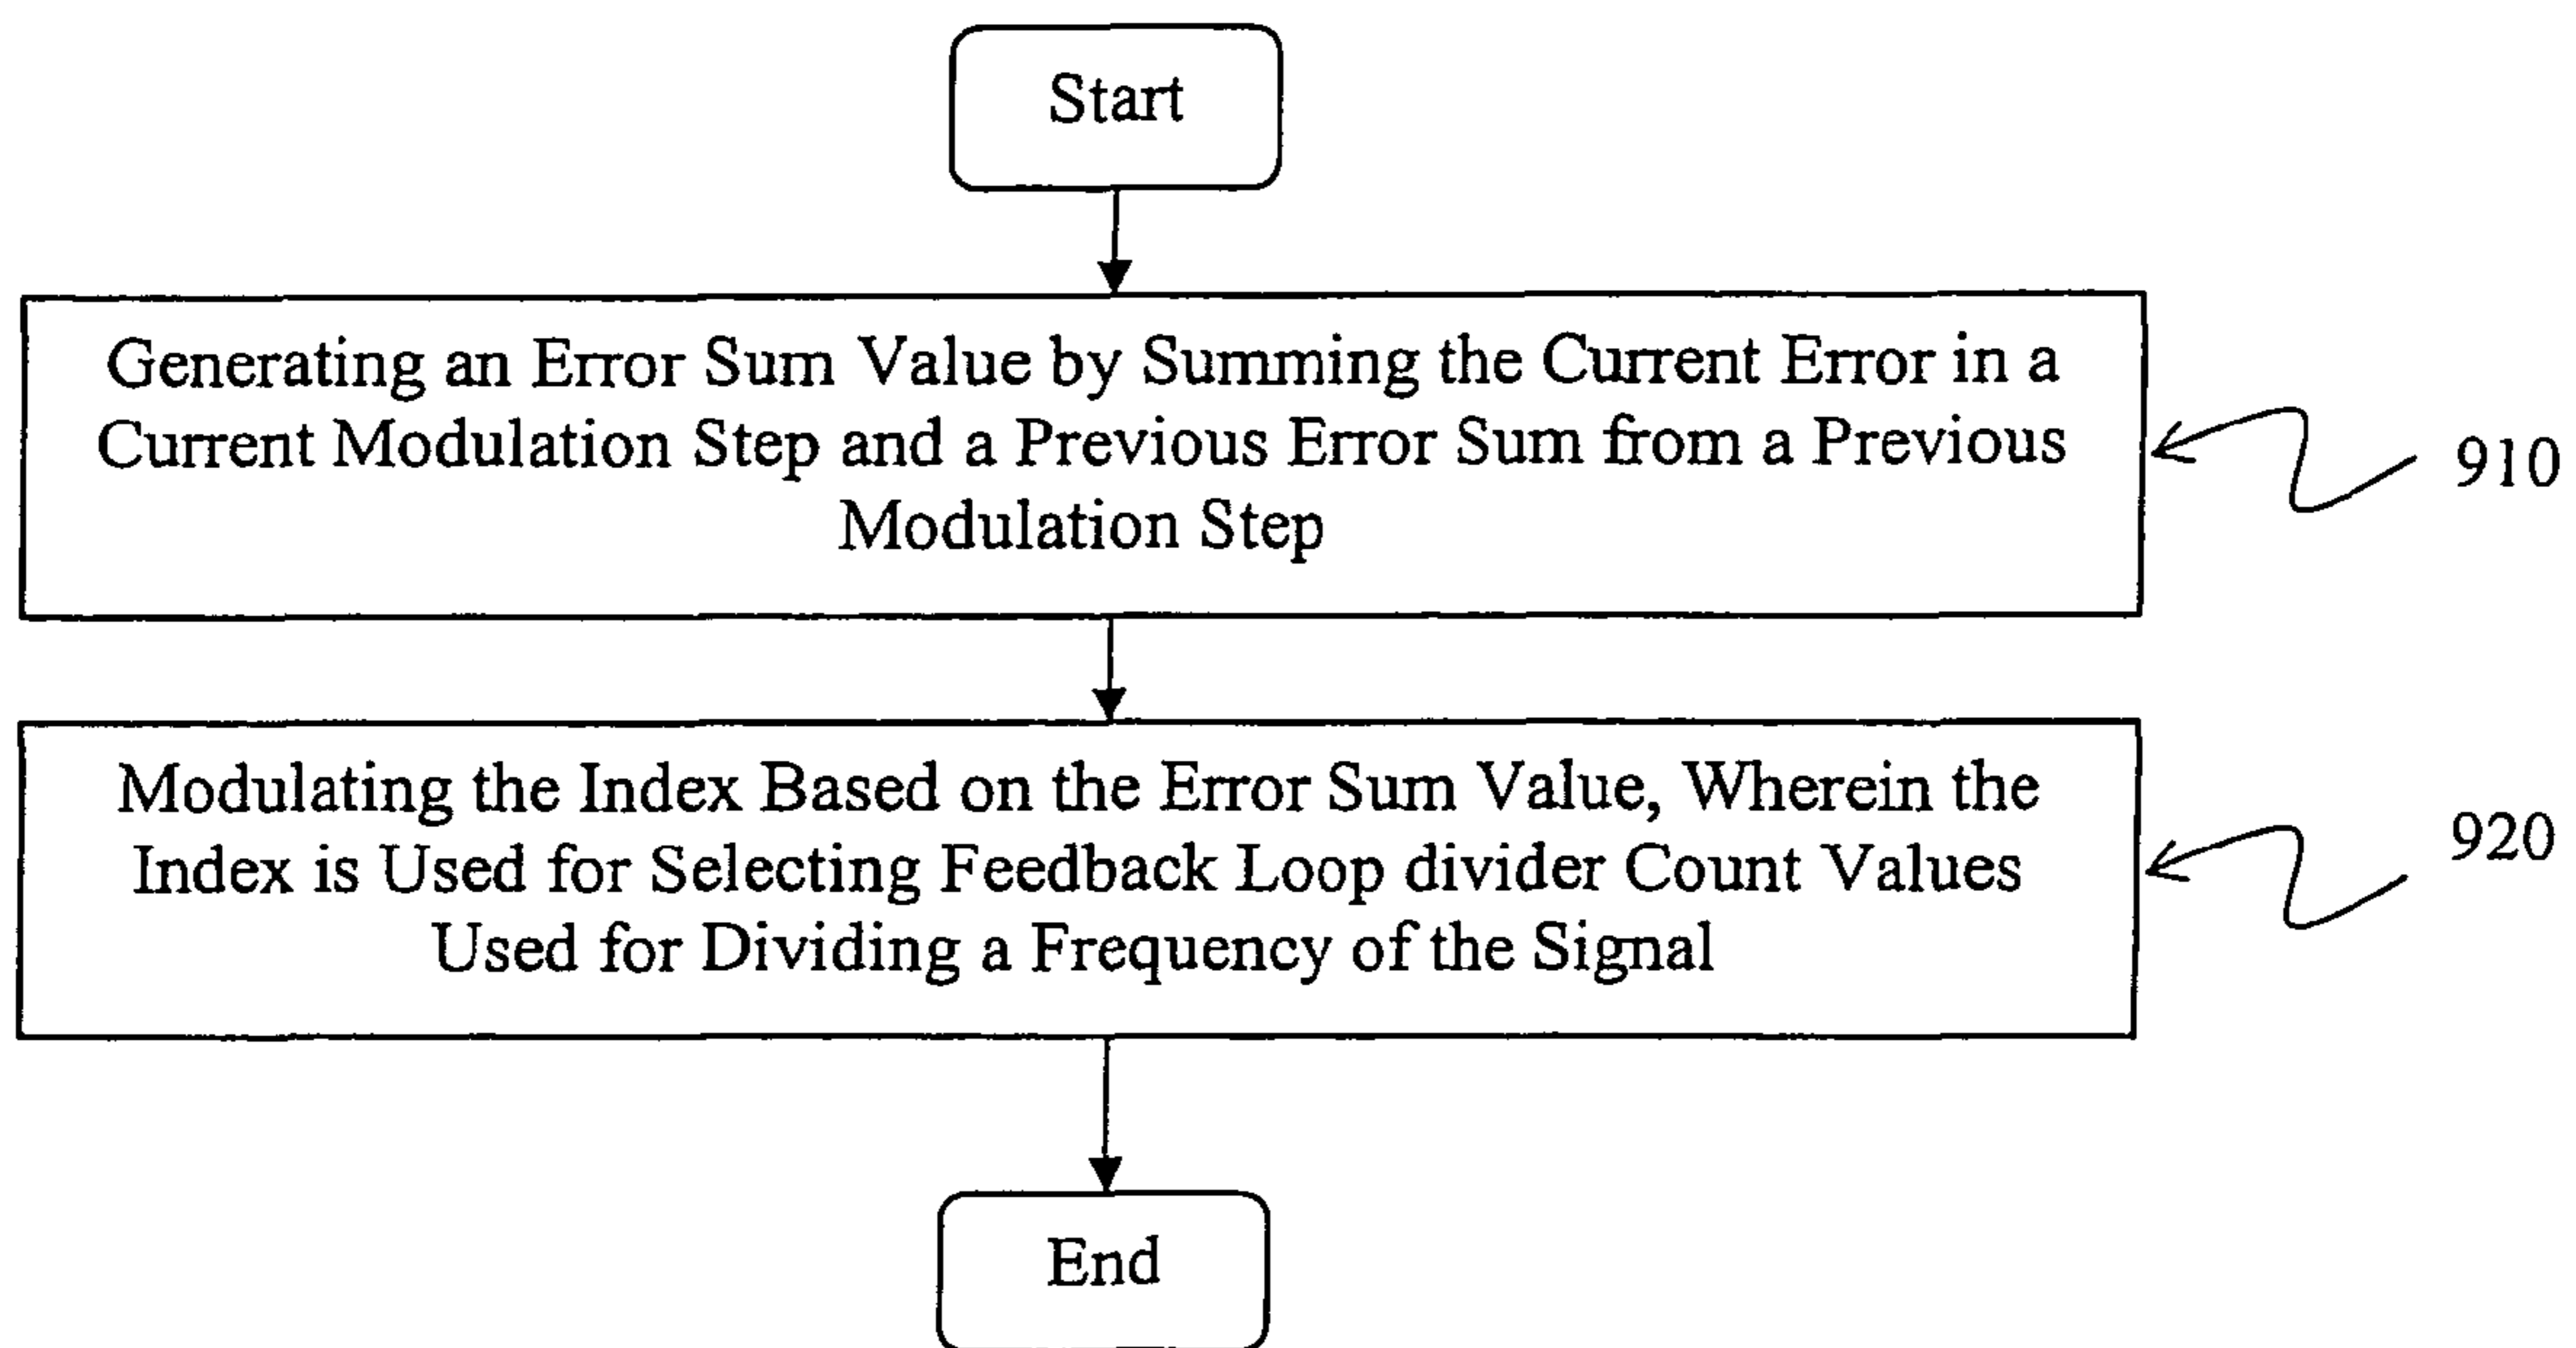 Start
Generating an Error Sum Value by Summing the Current Error in a
Current Modulation Step and a Previous Error Sum from a Previous
Modulation Step
910
Modulating the Index Based on the Error Sum Value, Wherein the
Index is Used for Selecting Feedback Loop divider Count Values
Used for Dividing a Frequency of the Signal
920
End